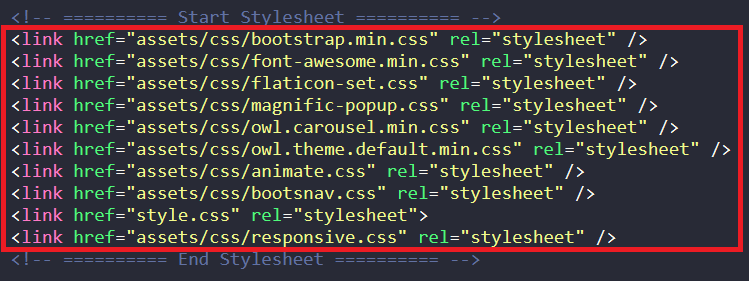 <!-- ========== Start Stylesheet ========== -->
<link href="assets/css/bootstrap.min.css" rel="stylesheet" />
<link href="assets/css/font-awesome.min.css" rel="stylesheet" />
<link href="assets/css/flaticon-set.css" rel="stylesheet" />
<link href="assets/css/magnific-popup.css" rel="stylesheet" />
<link href="assets/css/owl.carousel.min.css" rel="stylesheet" />
<link href="assets/css/owl.theme.default.min.css" rel="stylesheet" />
<link href="assets/css/animate.css" rel="stylesheet" />
<link href="assets/css/bootsnav.css" rel="stylesheet" />
<link href="style.css" rel="stylesheet">
<link href="assets/css/responsive.css" rel="stylesheet" />
<!-- ========== End Stylesheet ========== -->